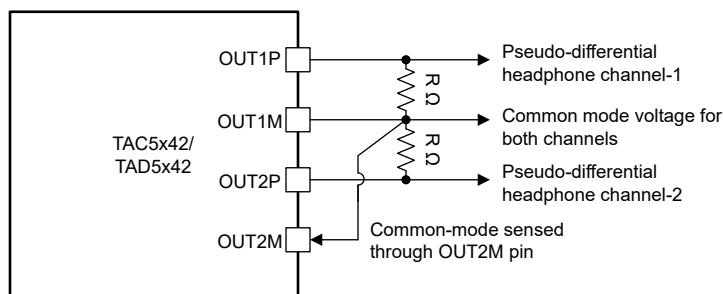 OUT1P
Pseudo-differential
headphone channel-1
R Ω
OUT1M
Common mode voltage for
both channels
TAC5x42/
TAD5x42
R Ω
OUT2P
Pseudo-differential
headphone channel-2
OUT2M
Common-mode sensed
through OUT2M pin